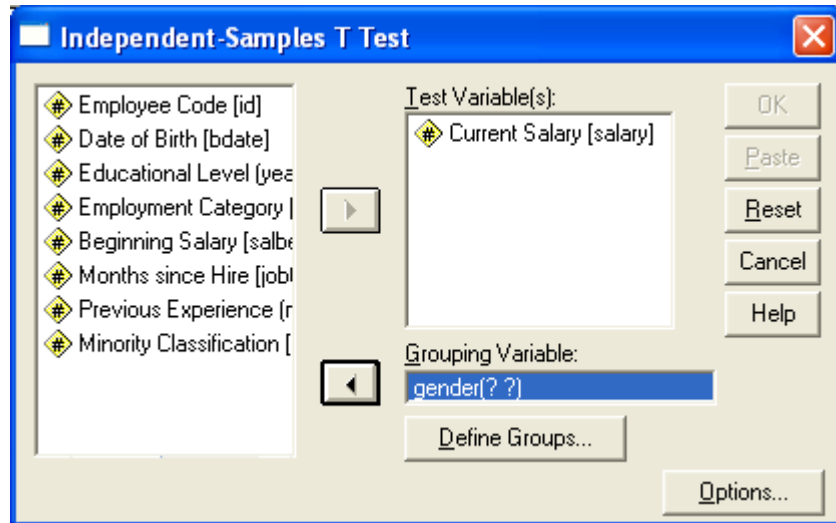 Independent-Samples T Test
Employee Code [id]
Date of Birth [bdate]
Educational Level (yea
Employment Category [
Beginning Salary [salbe
Months since Hire [jobt
Previous Experience (r
Minority Classification [
Test Variable(s):
Current Salary [salary]
Grouping Variable:
gender(? ?)
Define Groups...
OK
Paste
Reset
Cancel
Help
Options...